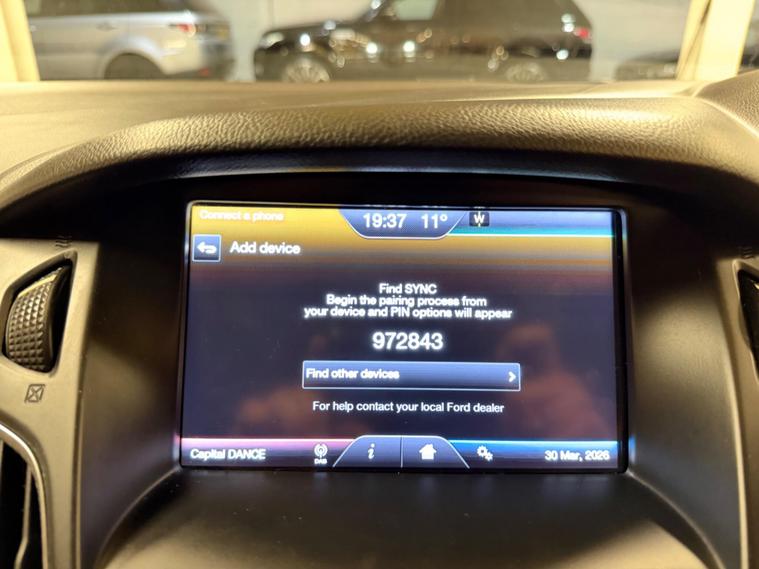 Connect a phone
19:37 11°
W
Add device
Find SYNC
Begin the pairing process from
your device and PIN options will appear
972843
Find other devices
For help contact your local Ford dealer
Capital DANCE
DAB
i
30 Mar, 2026